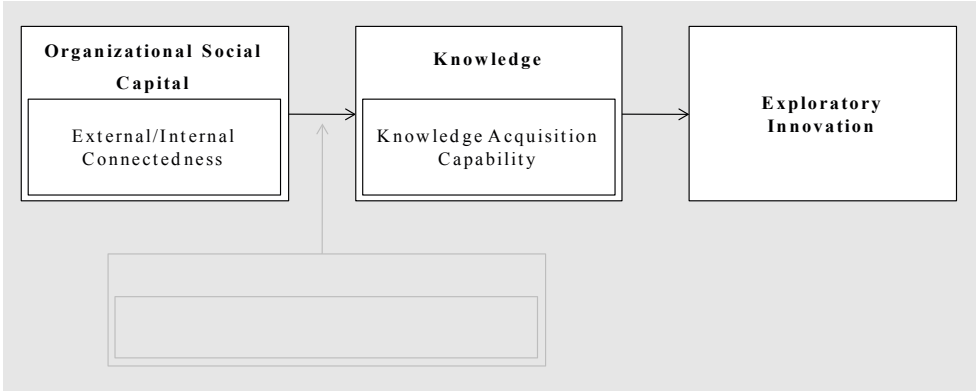 Organizational Social
Capital
External/Internal
Connectedness
Knowledge
Knowledge Acquisition
Capability
Exploratory
Innovation